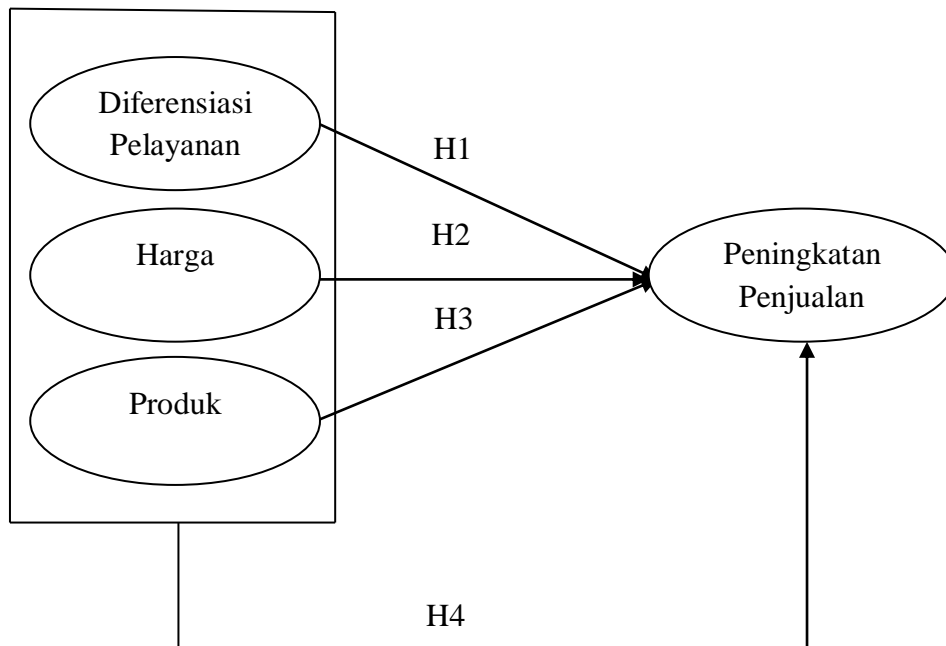 Diferensiasi
Pelayanan
H1
H2
Harga
Peningkatan
Penjualan
H3
Produk
H4